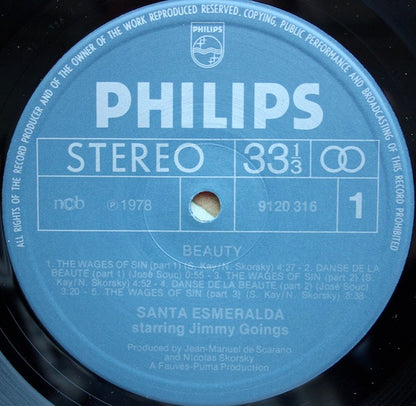 ALL RIGHTS OF THE RECORD PRODUCER AND OF THE OWNER OF THE WORK REPRODUCED RESERVED. COPYING, PUBLIC PERFORMANCE AND BROADCASTING OF THIS RECORD PROHIBITED
PHILIPS
PHILIPS
STEREO 33 1/3
ncb ℗ 1978 9120 316 1
BEAUTY
1. THE WAGES OF SIN (part 1) (S. Kay/N. Skorsky) 4:27 - 2. DANSE DE LA
BEAUTÉ (part 1) (José Souc) 0:55 - 3. THE WAGES OF SIN (part 2) (S.
Kay/N. Skorsky) 4:52 - 4. DANSE DE LA BEAUTE (part 2) (José Souc)
3:20 - 5. THE WAGES OF SIN (part 3) (S. Kay/N. Skorsky) 5:38
SANTA ESMERALDA
starring Jimmy Goings
Produced by Jean-Manuel de Scarano
and Nicolas Skorsky
A Fauves-Puma Production